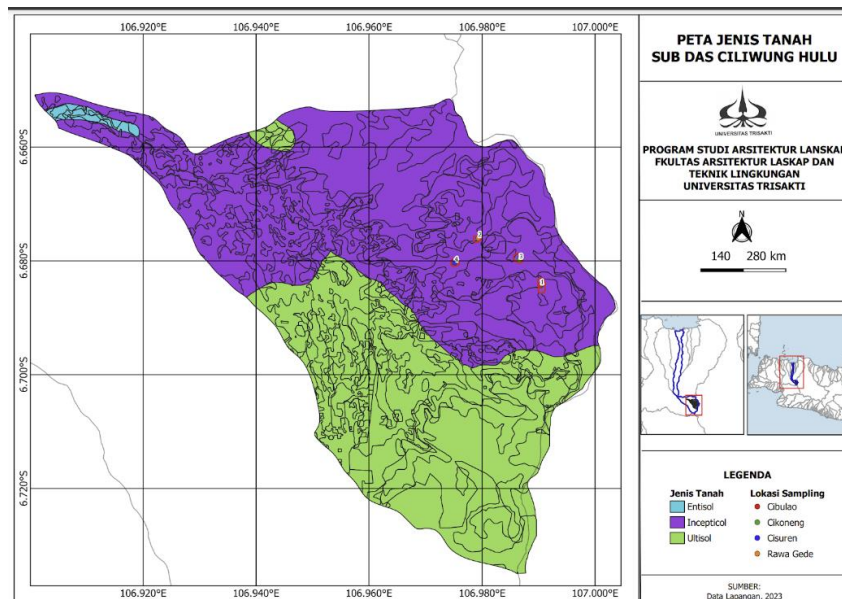 106.920°E 106.940°E 106.960°E 106.980°E 107.000°E
6.660°S
6.680°S
6.700°S
6.720°S
106.920°E 106.940°E 106.960°E 106.980°E 107.000°E
PETA JENIS TANAH
SUB DAS CILIWUNG HULU
UNIVERSITAS TRISAKTI
PROGRAM STUDI ARSITEKTUR LANSKAP
FKULTAS ARSITEKTUR LASKAP DAN
TEKNIK LINGKUNGAN
UNIVERSITAS TRISAKTI
N
140 280 km
LEGENDA
Jenis Tanah Lokasi Sampling
Entisol Cibulao
Incepticol Cikoneng
Ultisol Cisuren
Rawa Gede
SUMBER:
Data Lapangan, 2023